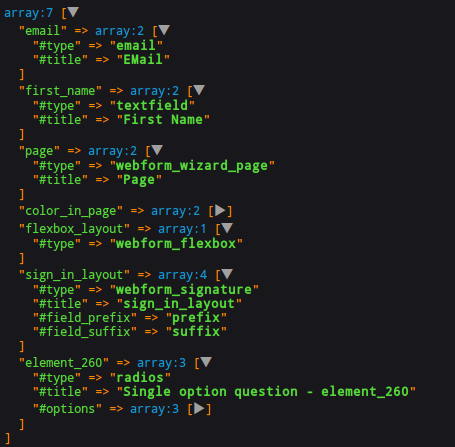 array:7 [▼
  "email" => array:2 [▼
    "#type" => "email"
    "#title" => "EMail"
  ]
  "first_name" => array:2 [▼
    "#type" => "textfield"
    "#title" => "First Name"
  ]
  "page" => array:2 [▼
    "#type" => "webform_wizard_page"
    "#title" => "Page"
  ]
  "color_in_page" => array:2 [▶]
  "flexbox_layout" => array:1 [▼
    "#type" => "webform_flexbox"
  ]
  "sign_in_layout" => array:4 [▼
    "#type" => "webform_signature"
    "#title" => "sign_in_layout"
    "#field_prefix" => "prefix"
    "#field_suffix" => "suffix"
  ]
  "element_260" => array:3 [▼
    "#type" => "radios"
    "#title" => "Single option question - element_260"
    "#options" => array:3 [▶]
  ]
]